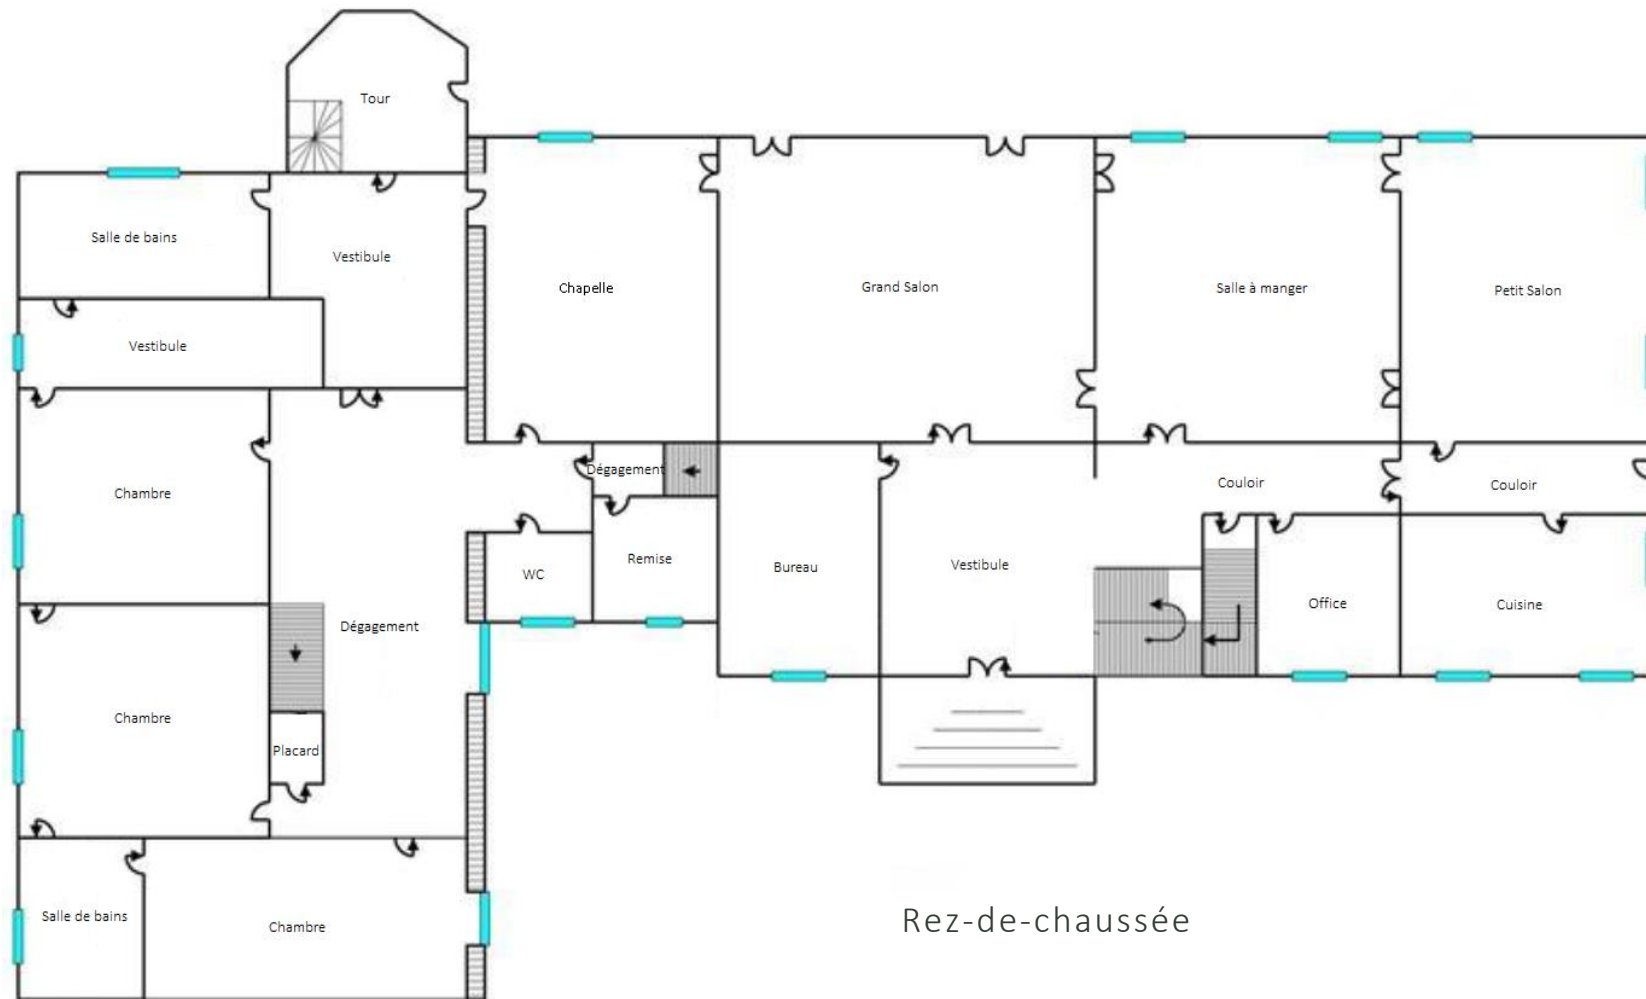 Tour
Salle de bains
Vestibule
Chapelle
Grand Salon
Salle à manger
Petit Salon
Vestibule
Chambre
Dégagement
Couloir
Couloir
WC
Remise
Bureau
Vestibule
Office
Cuisine
Dégagement
Chambre
Placard
Salle de bains
Chambre
Rez-de-chaussée